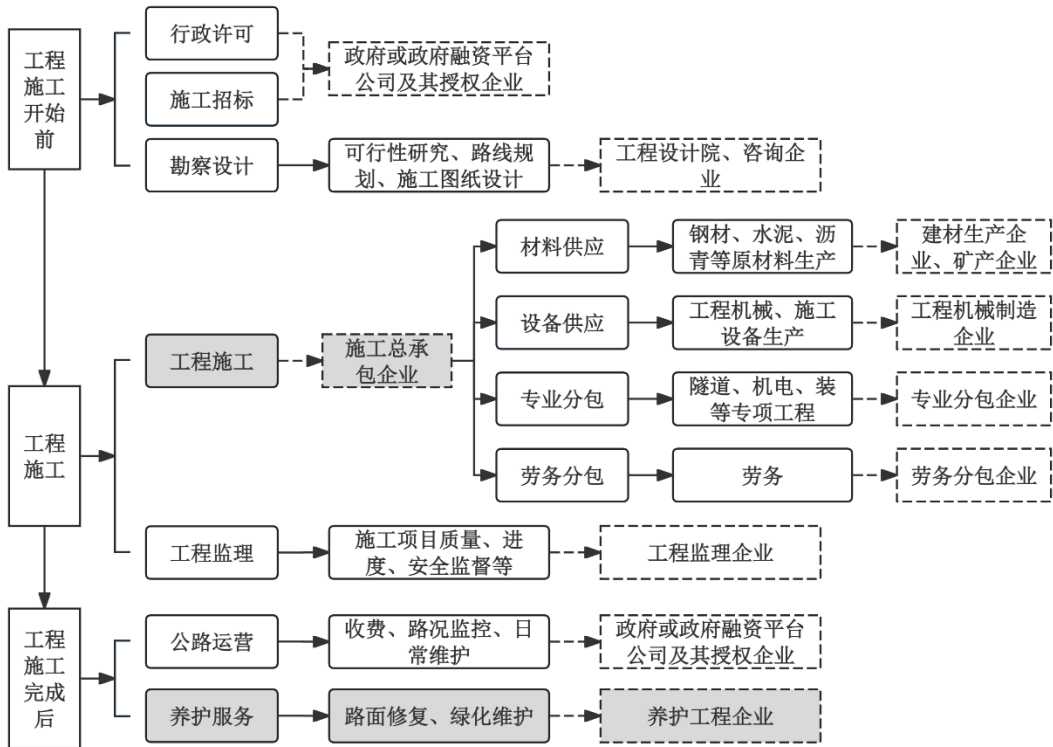 工程
施工
开始
前
行政许可
施工招标
政府或政府融资平台
公司及其授权企业
勘察设计
可行性研究、路线规
划、施工图纸设计
工程设计院、咨询企
业
工程
施工
工程施工
施工总承
包企业
材料供应
钢材、水泥、沥
青等原材料生产
建材生产企
业、矿产企业
设备供应
工程机械、施工
设备生产
工程机械制造
企业
专业分包
隧道、机电、装
等专项工程
专业分包企业
劳务分包
劳务
劳务分包企业
工程监理
施工项目质量、进
度、安全监督等
工程监理企业
工程
施工
完成
后
公路运营
收费、路况监控、日
常维护
政府或政府融资平台
公司及其授权企业
养护服务
路面修复、绿化维护
养护工程企业